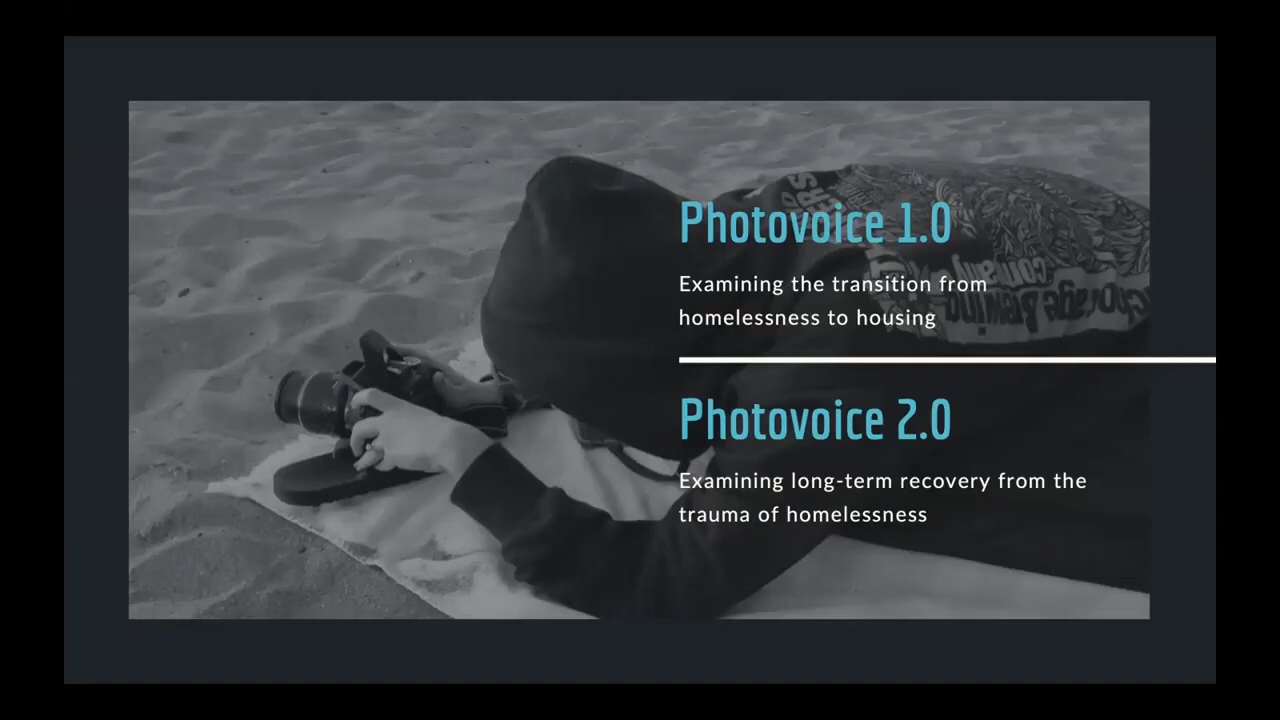 Photovoice 1.0
Examining the transition from
homelessness to housing
Photovoice 2.0
Examining long-term recovery from the
trauma of homelessness